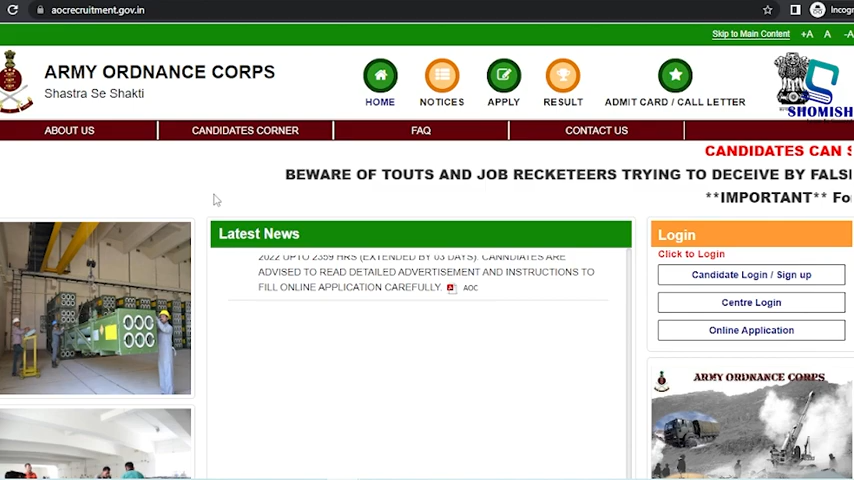 aocrecruitment.gov.in
Incogn
Skip to Main Content +A A -A
ARMY ORDNANCE CORPS
Shastra Se Shakti
HOME NOTICES APPLY RESULT ADMIT CARD / CALL LETTER
SHOMISH
ABOUT US CANDIDATES CORNER FAQ CONTACT US
CANDIDATES CAN
BEWARE OF TOUTS AND JOB RECKETEERS TRYING TO DECEIVE BY
**IMPORTANT** Fo
Latest News
2022 UPTO 2359 HRS (EXTENDED BY 03 DAYS). CANNDIATES ARE
ADVISED TO READ DETAILED ADVERTISEMENT AND INSTRUCTIONS TO
FILL ONLINE APPLICATION CAREFULLY. AOC
Login
Click to Login
Candidate Login / Sign up
Centre Login
Online Application
ARMY ORDNANCE CORPS